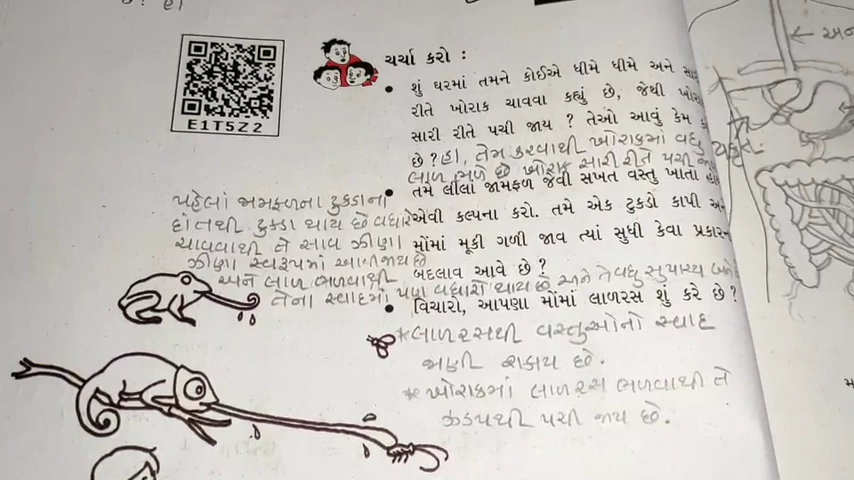 E1T5Z2
ચર્ચા કરો :
શું ઘરમાં તમને કોઈએ ધીમે ધીમે અને
રીતે ખોરાક ચાવવા કહ્યું છે, જેથી
સારી રીતે પચી જાય ? તેઓ આવું કેમ
છે ? હા, તેમ કરવાથી ખોરાકમાં વધુ
લાળ ભળે છે ખોરાક સારી રીતે પચી જાય
તમે લીલાં જામફળ જેવી સખત વસ્તુ ખાતા
એવી કલ્પના કરો. તમે એક ટુકડો કાપી
મોંમાં મૂકી ગળી જાવ ત્યાં સુધી કેવા પ્રકારના
બદલાવ આવે છે ?
પહેલાં જામફળના ટુકડાના
દાંતથી ટુકડા થાય છે વધારે
ચાવવાથી તે સાવ ઝીણા
ઝીણા સ્વરૂપમાં આવી જાય છે
અને લાળ ભળવાથી
તેના સ્વાદમાં પણ વધારો થાય છે અને તે વધુ સુપાચ્ય બને
વિચારો, આપણા મોંમાં લાળરસ શું કરે છે ?
*લાળરસથી વસ્તુઓનો સ્વાદ
જાણી શકાય છે.
* ખોરાકમાં લાળરસ ભળવાથી તે
ઝડપથી પચી જાય છે.